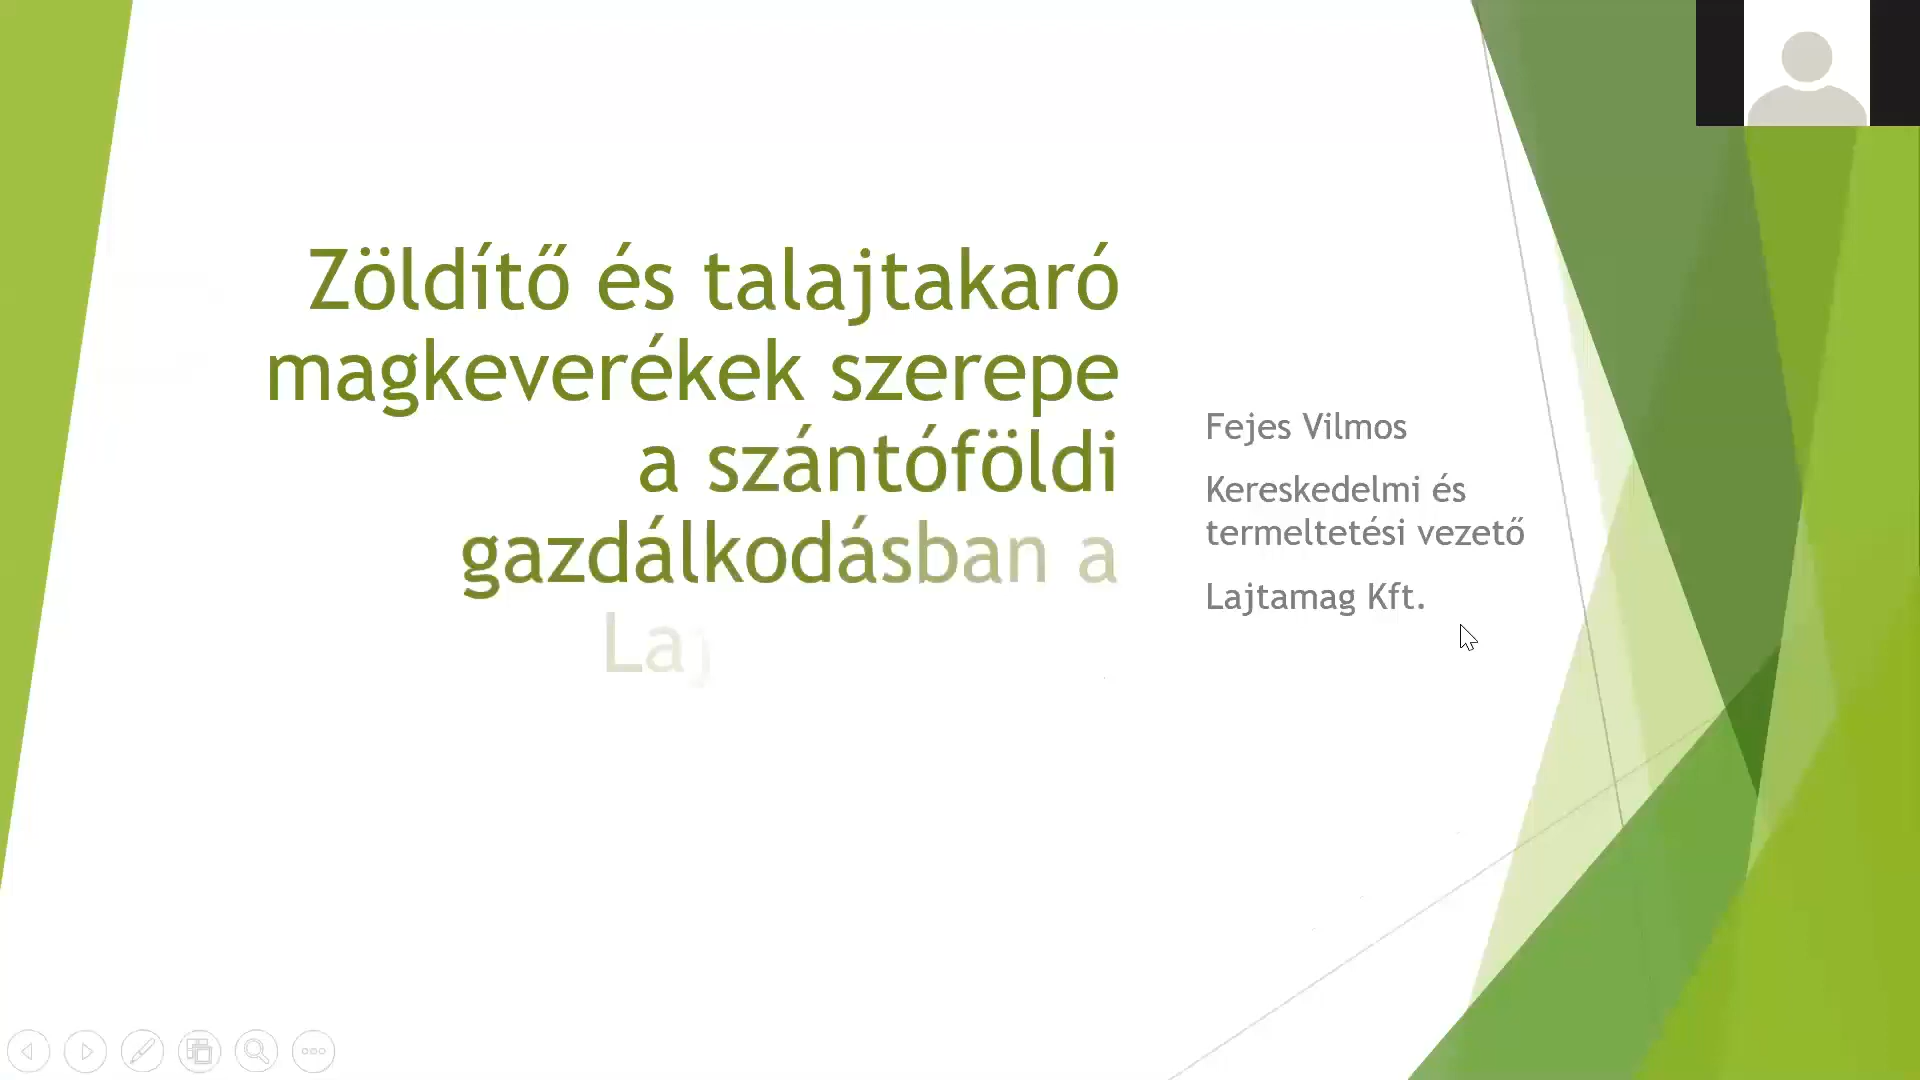 Zöldítő és talajtakaró
magkeverékek szerepe
a szántóföldi
gazdálkodásban a
Fejes Vilmos
Kereskedelmi és
termeltetési vezető
Lajtamag Kft.